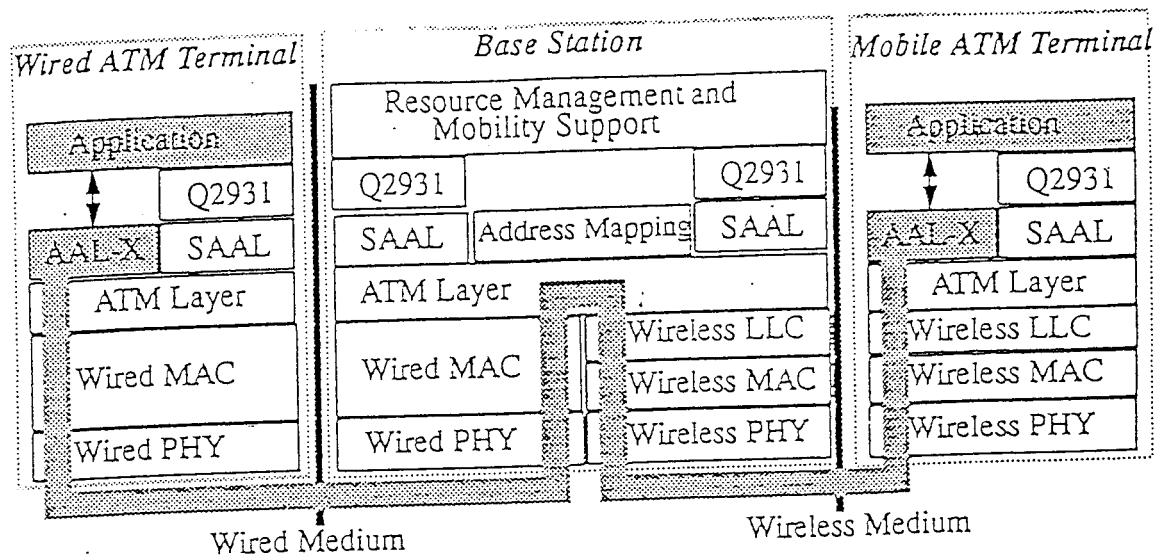 Wired ATM Terminal
Application
Q2931
AAL-X
SAAL
ATM Layer
Wired MAC
Wired PHY
Base Station
Resource Management and
Mobility Support
Q2931
Q2931
SAAL
Address Mapping
SAAL
ATM Layer
Wired MAC
Wireless LLC
Wireless MAC
Wired PHY
Wireless PHY
Mobile ATM Terminal
Application
Q2931
AAL-X
SAAL
ATM Layer
Wireless LLC
Wireless MAC
Wireless PHY
Wired Medium
Wireless Medium